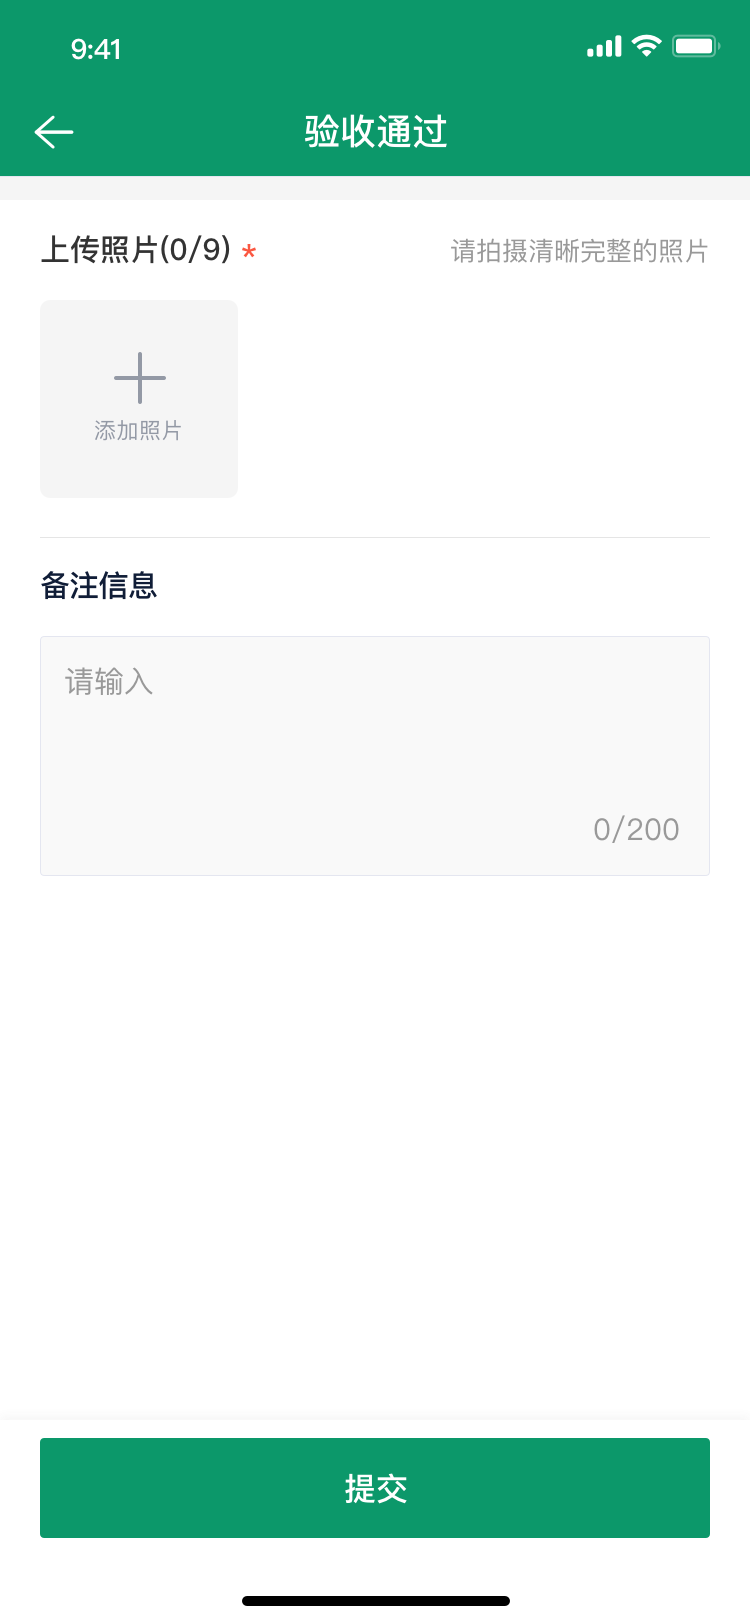 9:41
验收通过
上传照片(0/9) *
请拍摄清晰完整的照片
添加照片
备注信息
请输入
0/200
提交